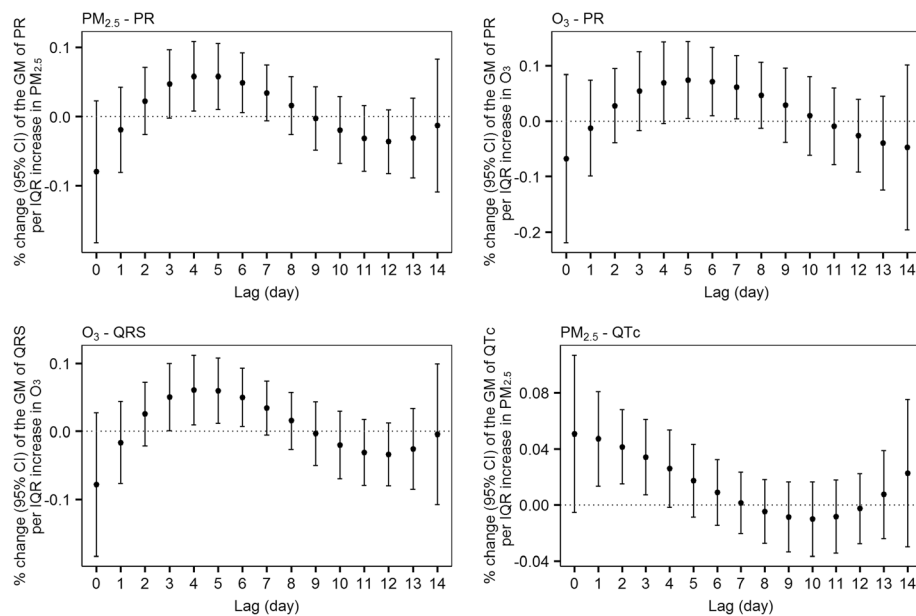 PM2.5 - PR
% change (95% CI) of the GM of PR
per IQR increase in PM2.5
0.1
0.0
-0.1
0 1 2 3 4 5 6 7 8 9 10 11 12 13 14
Lag (day)
O3 - PR
% change (95% CI) of the GM of PR
per IQR increase in O3
0.1
0.0
-0.1
-0.2
0 1 2 3 4 5 6 7 8 9 10 11 12 13 14
Lag (day)
O3 - QRS
% change (95% CI) of the GM of QRS
per IQR increase in O3
0.1
0.0
-0.1
0 1 2 3 4 5 6 7 8 9 10 11 12 13 14
Lag (day)
PM2.5 - QTc
% change (95% CI) of the GM of QTc
per IQR increase in PM2.5
0.08
0.04
0.00
-0.04
0 1 2 3 4 5 6 7 8 9 10 11 12 13 14
Lag (day)